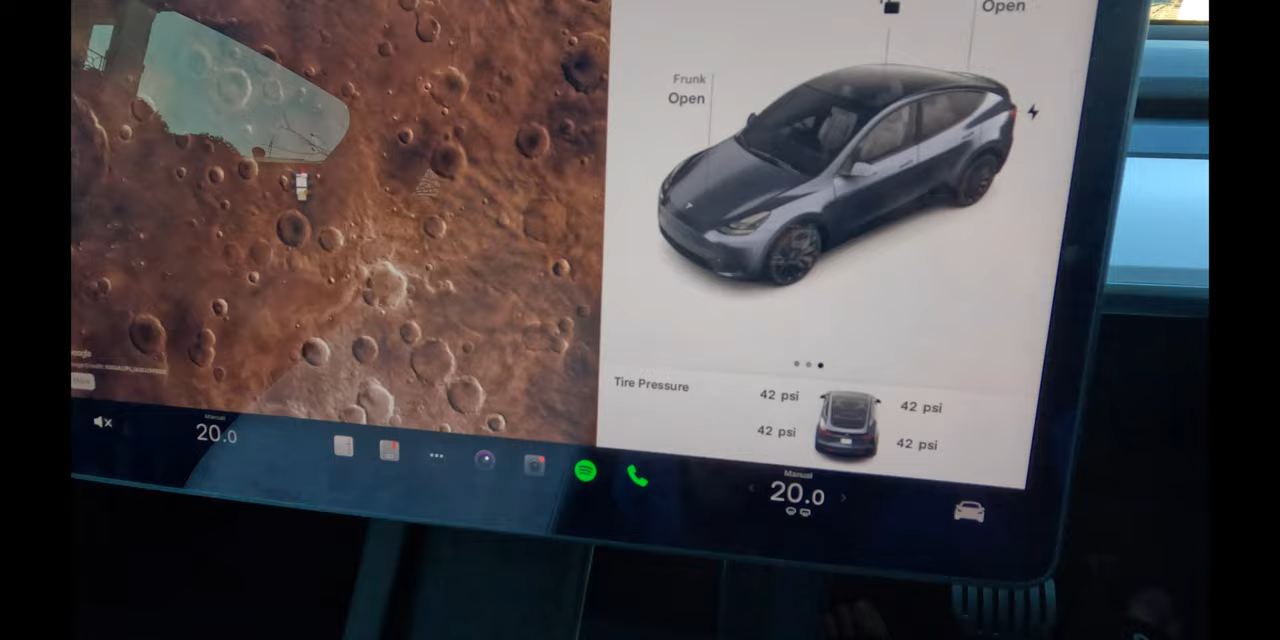 Open
Frunk
Open
Tire Pressure
42 psi
42 psi
42 psi
42 psi
Manual
20.0
Manual
20.0